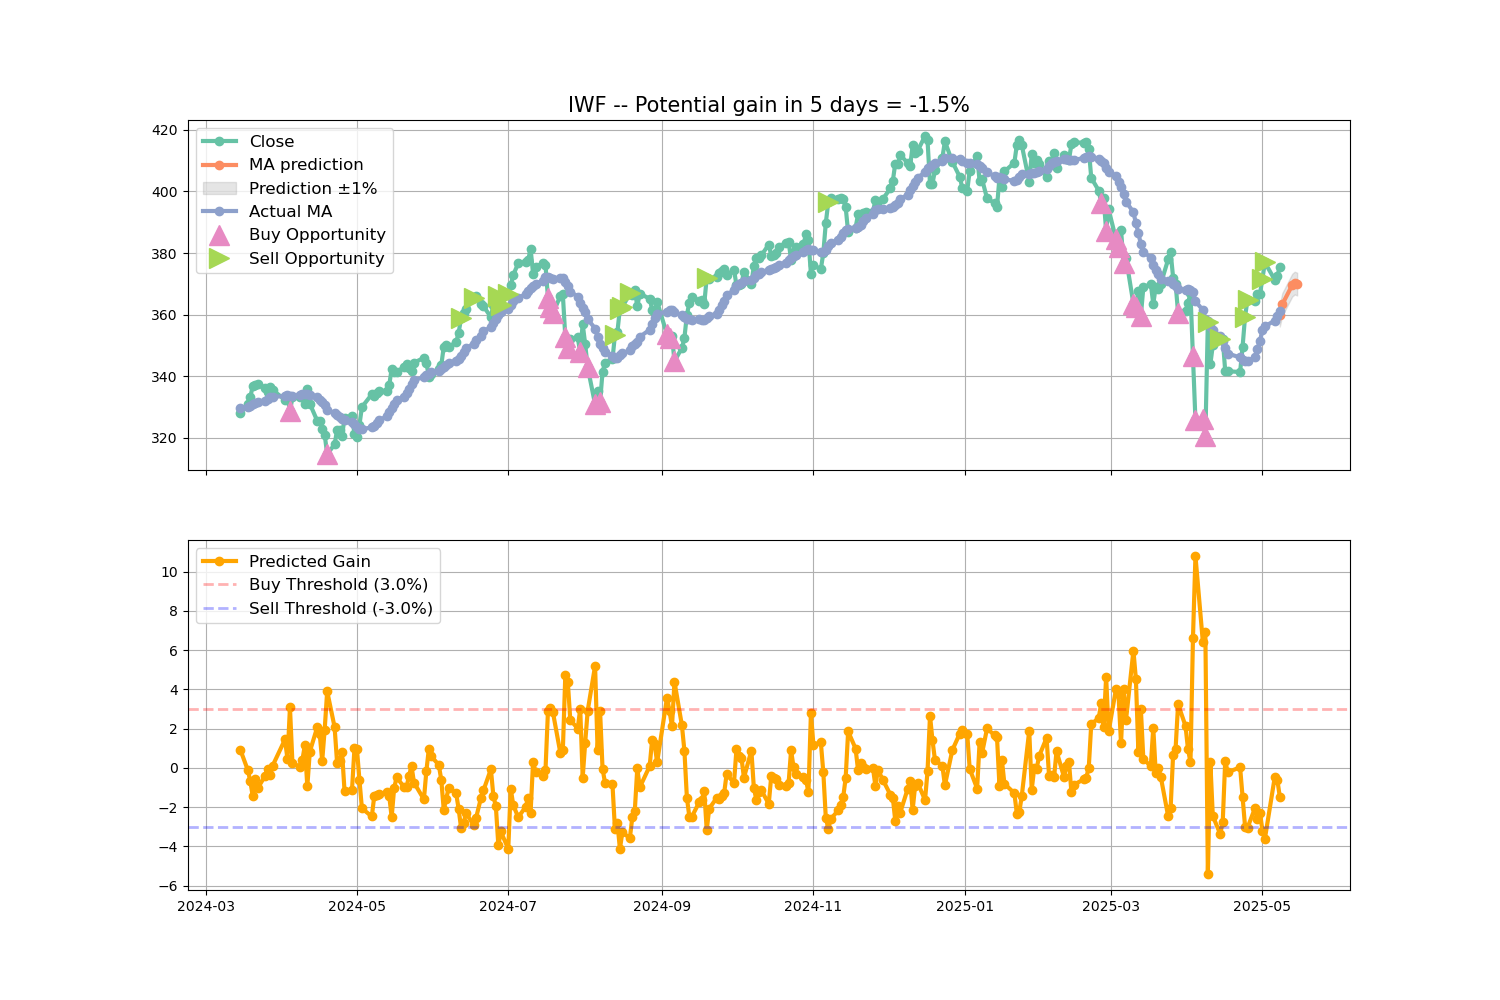 IWF -- Potential gain in 5 days = -1.5%
420
400
380
360
340
320
Close
MA prediction
Prediction ±1%
Actual MA
Buy Opportunity
Sell Opportunity
10
8
6
4
2
0
−2
−4
−6
Predicted Gain
Buy Threshold (3.0%)
Sell Threshold (-3.0%)
2024-03
2024-05
2024-07
2024-09
2024-11
2025-01
2025-03
2025-05